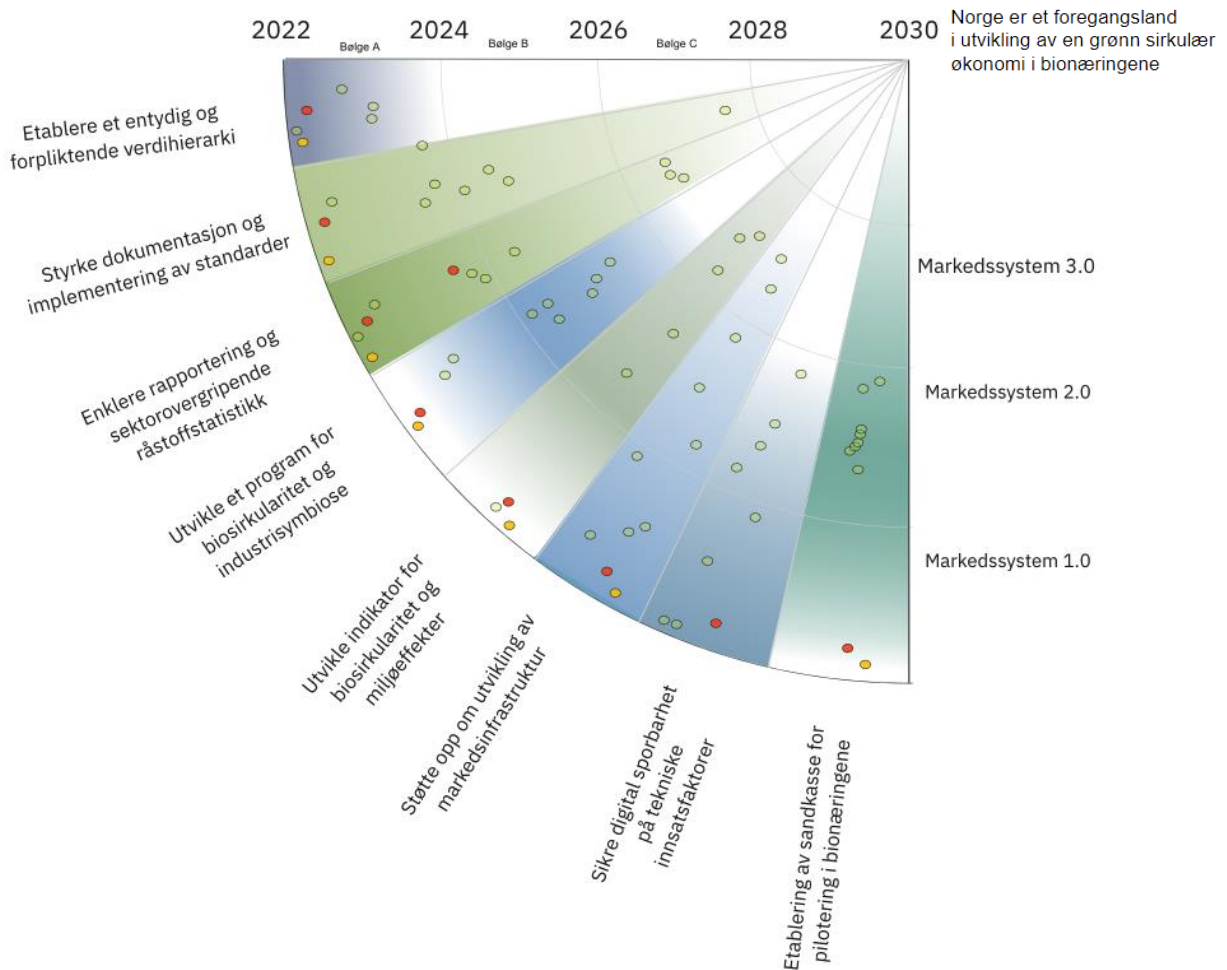 2022
2024
2026
2028
2030
Bølge A
Bølge B
Bølge C
Norge er et foregangsland
i utvikling av en grønn sirkulær
økonomi i bionæringene
Etablere et entydig og
forpliktende verdihierarki
Styrke dokumentasjon og
implementering av standarder
Enklere rapportering og
sektorovergripende
råstoffstatistikk
Utvikle et program for
biosirkularitet og
industrisymbiose
Utvikle indikator for
biosirkularitet og
miljøeffekter
Støtte opp om utvikling av
markedsinfrastruktur
Sikre digital sporbarhet
på tekniske
innsatsfaktorer
Etablering av sandkasse for
pilotering i bionæringene
Markedssystem 3.0
Markedssystem 2.0
Markedssystem 1.0